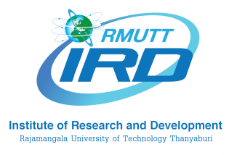 RMUTT
IRD
Institute of Research and Development
Rajamangala University of Technology Thanyaburi